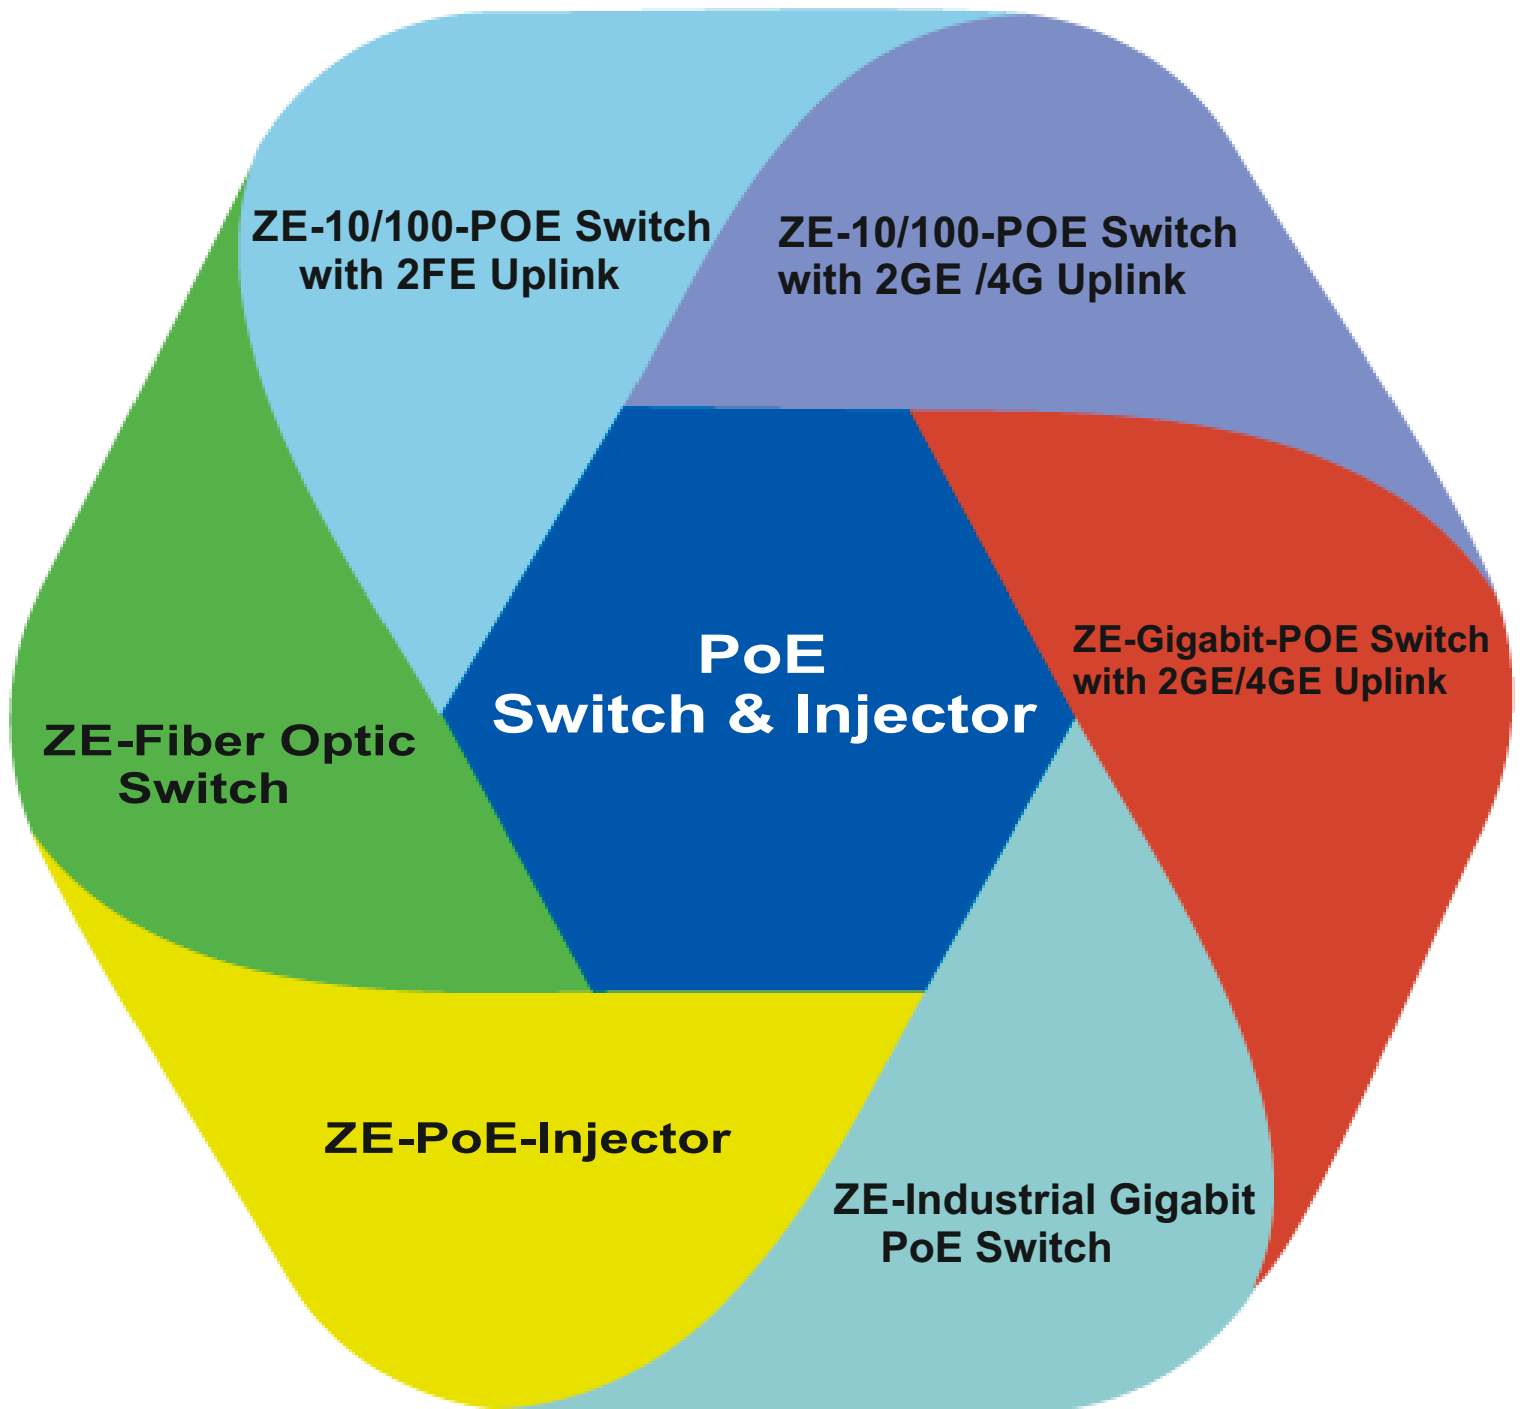 ZE-10/100-POE Switch
with 2FE Uplink
ZE-10/100-POE Switch
with 2GE /4G Uplink
ZE-Gigabit-POE Switch
with 2GE/4GE Uplink
PoE
Switch & Injector
ZE-Fiber Optic
Switch
ZE-PoE-Injector
ZE-Industrial Gigabit
PoE Switch